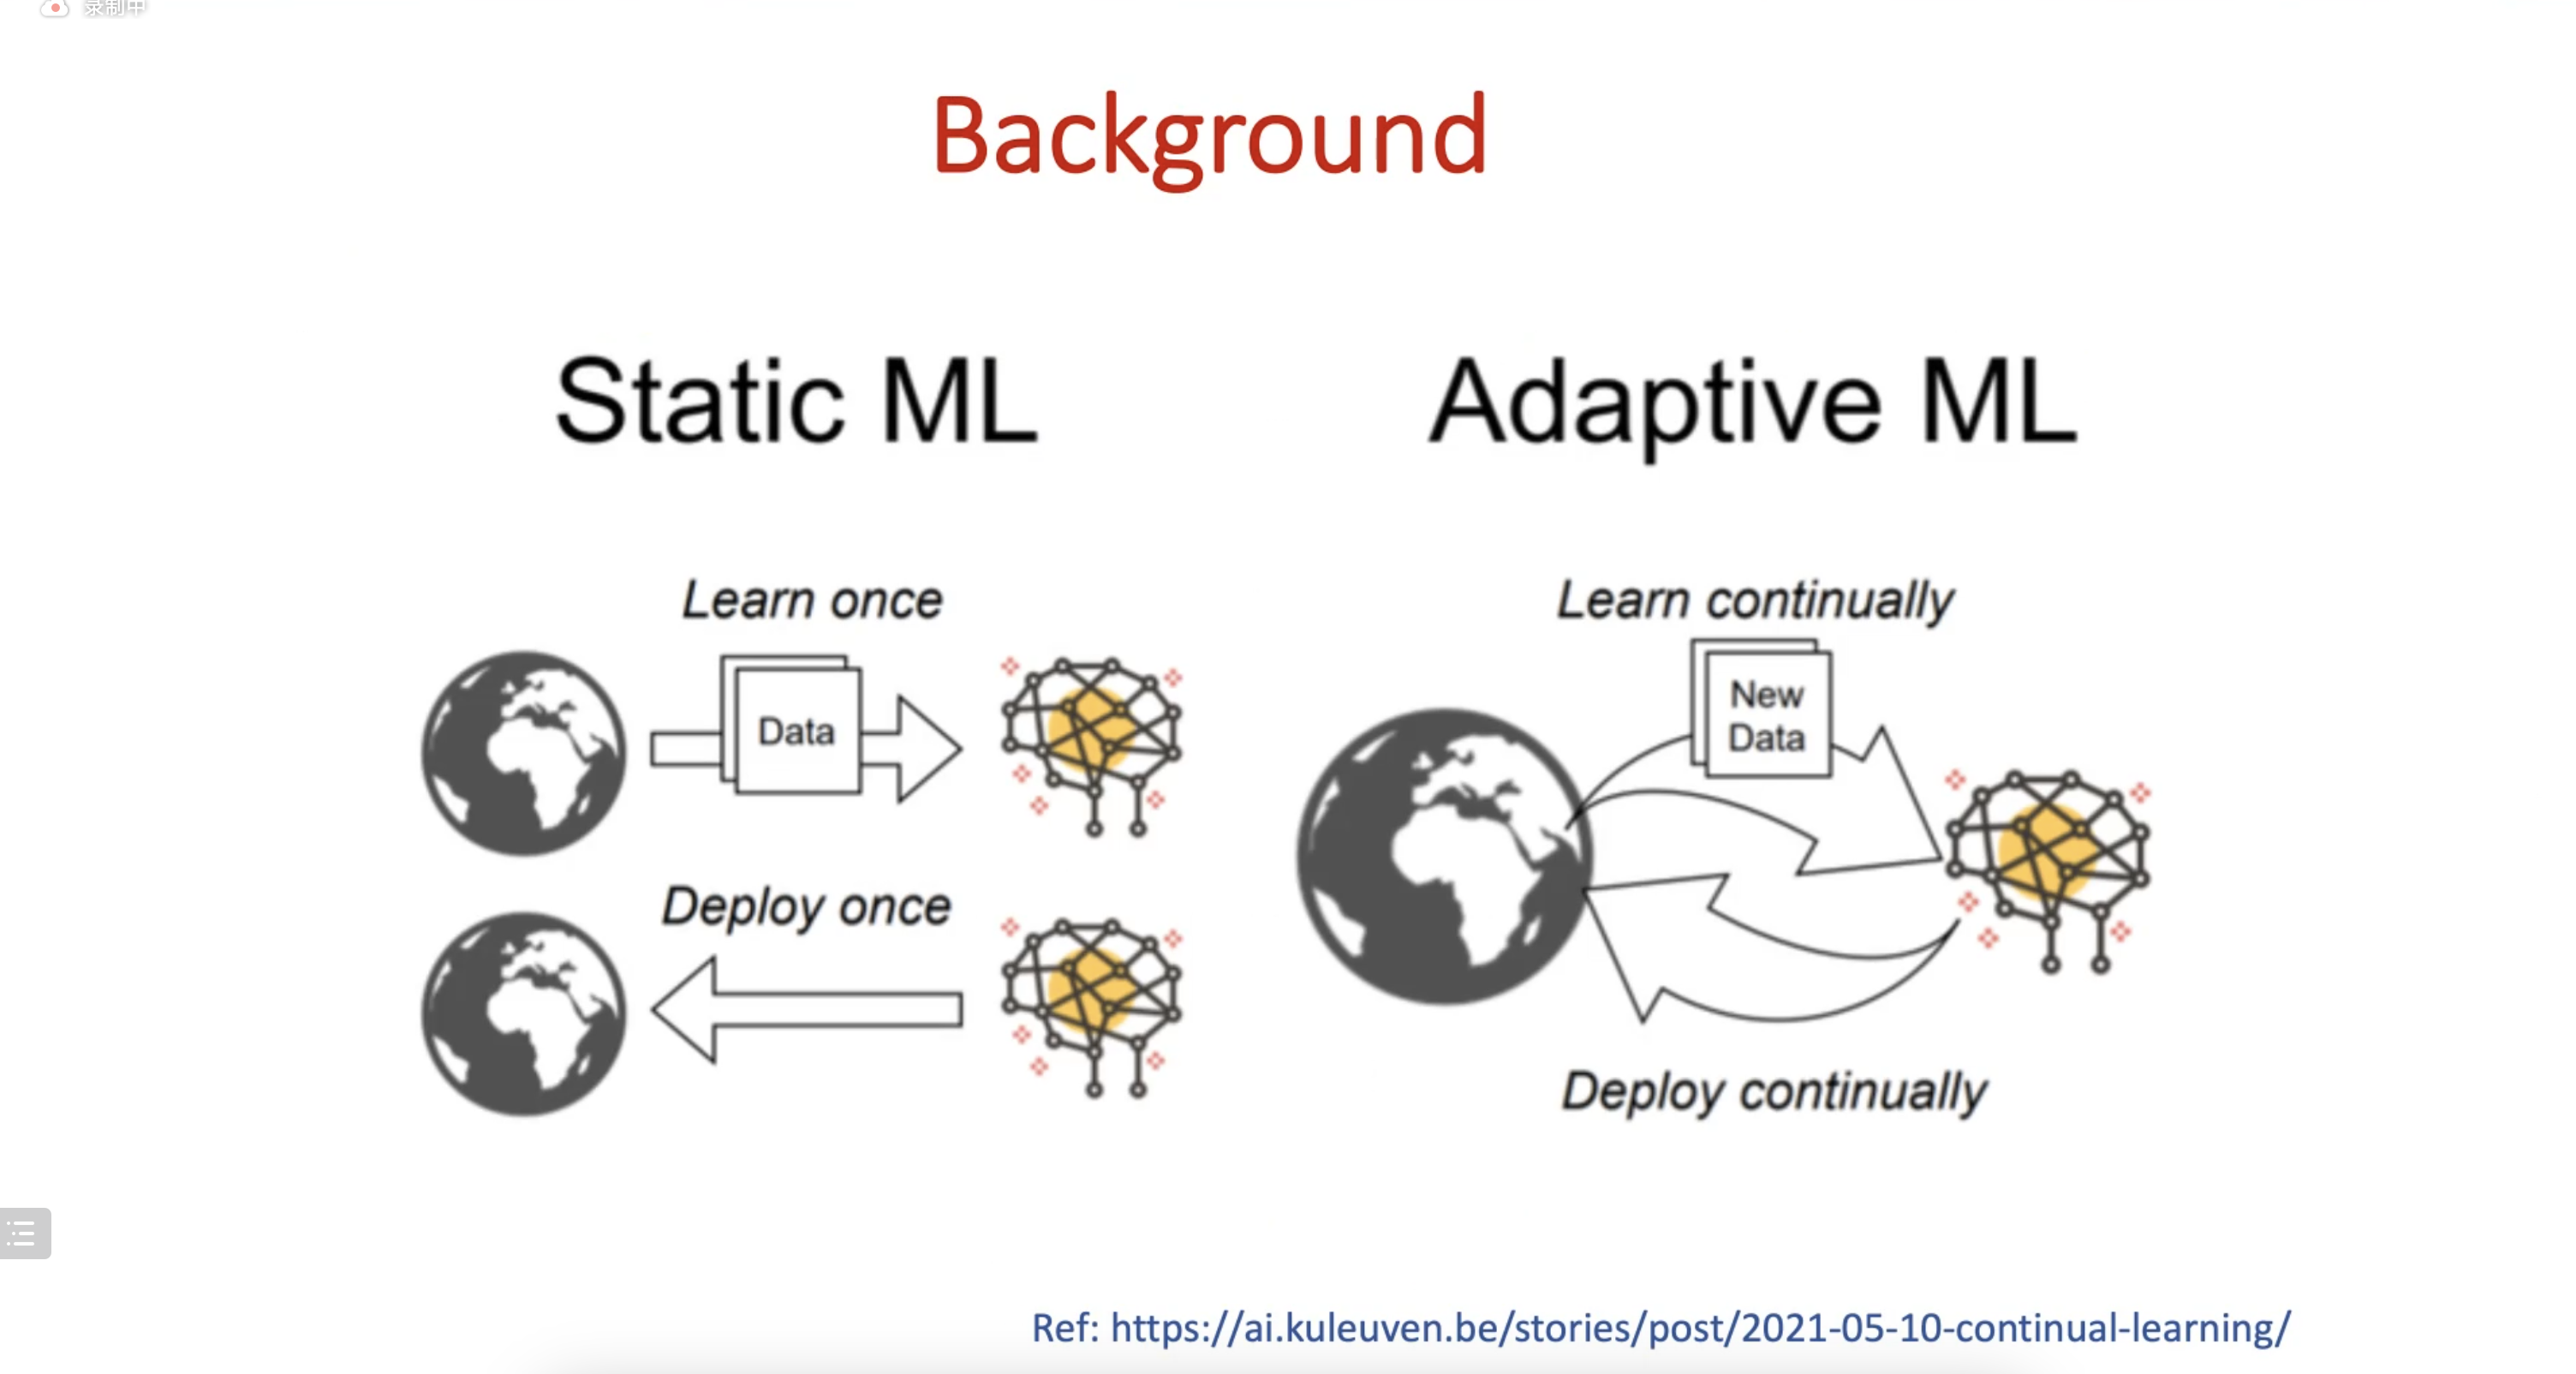 录制中
Background
Static ML
Adaptive ML
Learn once
Data
Deploy once
Learn continually
New
Data
Deploy continually
Ref: https://ai.kuleuven.be/stories/post/2021-05-10-continual-learning/